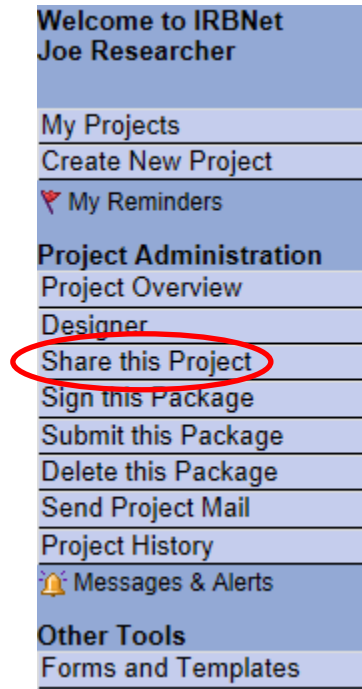 Welcome to IRBNet
Joe Researcher
My Projects
Create New Project
My Reminders
Project Administration
Project Overview
Designer
Share this Project
Sign this Package
Submit this Package
Delete this Package
Send Project Mail
Project History
Messages & Alerts
Other Tools
Forms and Templates